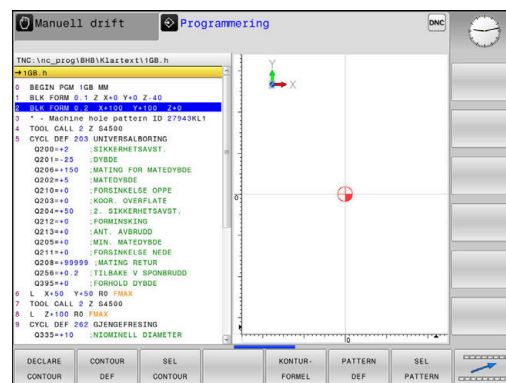 Manuell drift
Programmering
DNC
TNC:\nc_prog\BHB\Klartext\1GB.h
→1GB.h
0 BEGIN PGM 1GB MM
1 BLK FORM 0.1 Z X+0 Y+0 Z-40
2 BLK FORM 0.2 X+100 Y+100 Z+0
3 * - Machine hole pattern ID 27943KL1
4 TOOL CALL 2 Z S4500
5 CYCL DEF 203 UNIVERSALBORING
Q200=+2 ;SIKKERHETSAVST.
Q201=-25 ;DYBDE
Q206=+150 ;MATING FOR MATEDYBDE
Q202=+5 ;MATEDYBDE
Q210=+0 ;FORSINKELSE OPPE
Q203=+0 ;KOOR. OVERFLATE
Q204=+50 ;2. SIKKERHETSAVST.
Q212=+0 ;FORMINSKING
Q213=+0 ;ANT. AVBRUDD
Q205=+0 ;MIN. MATEDYBDE
Q211=+0 ;FORSINKELSE NEDE
Q208=+99999 ;MATING RETUR
Q256=+0.2 ;TILBAKE V SPONBRUDD
Q395=+0 ;FORHOLD DYBDE
6 L X+50 Y+50 R0 FMAX
7 TOOL CALL 2 Z S4500
8 L Z+100 R0 FMAX
9 CYCL DEF 262 GJENGEFRESING
Q335=+10 ;NIOMINELL DIAMETER
Y
X
0
0
DECLARE CONTOUR
CONTOUR DEF
SEL CONTOUR
KONTUR-FORMEL
PATTERN DEF
SEL PATTERN